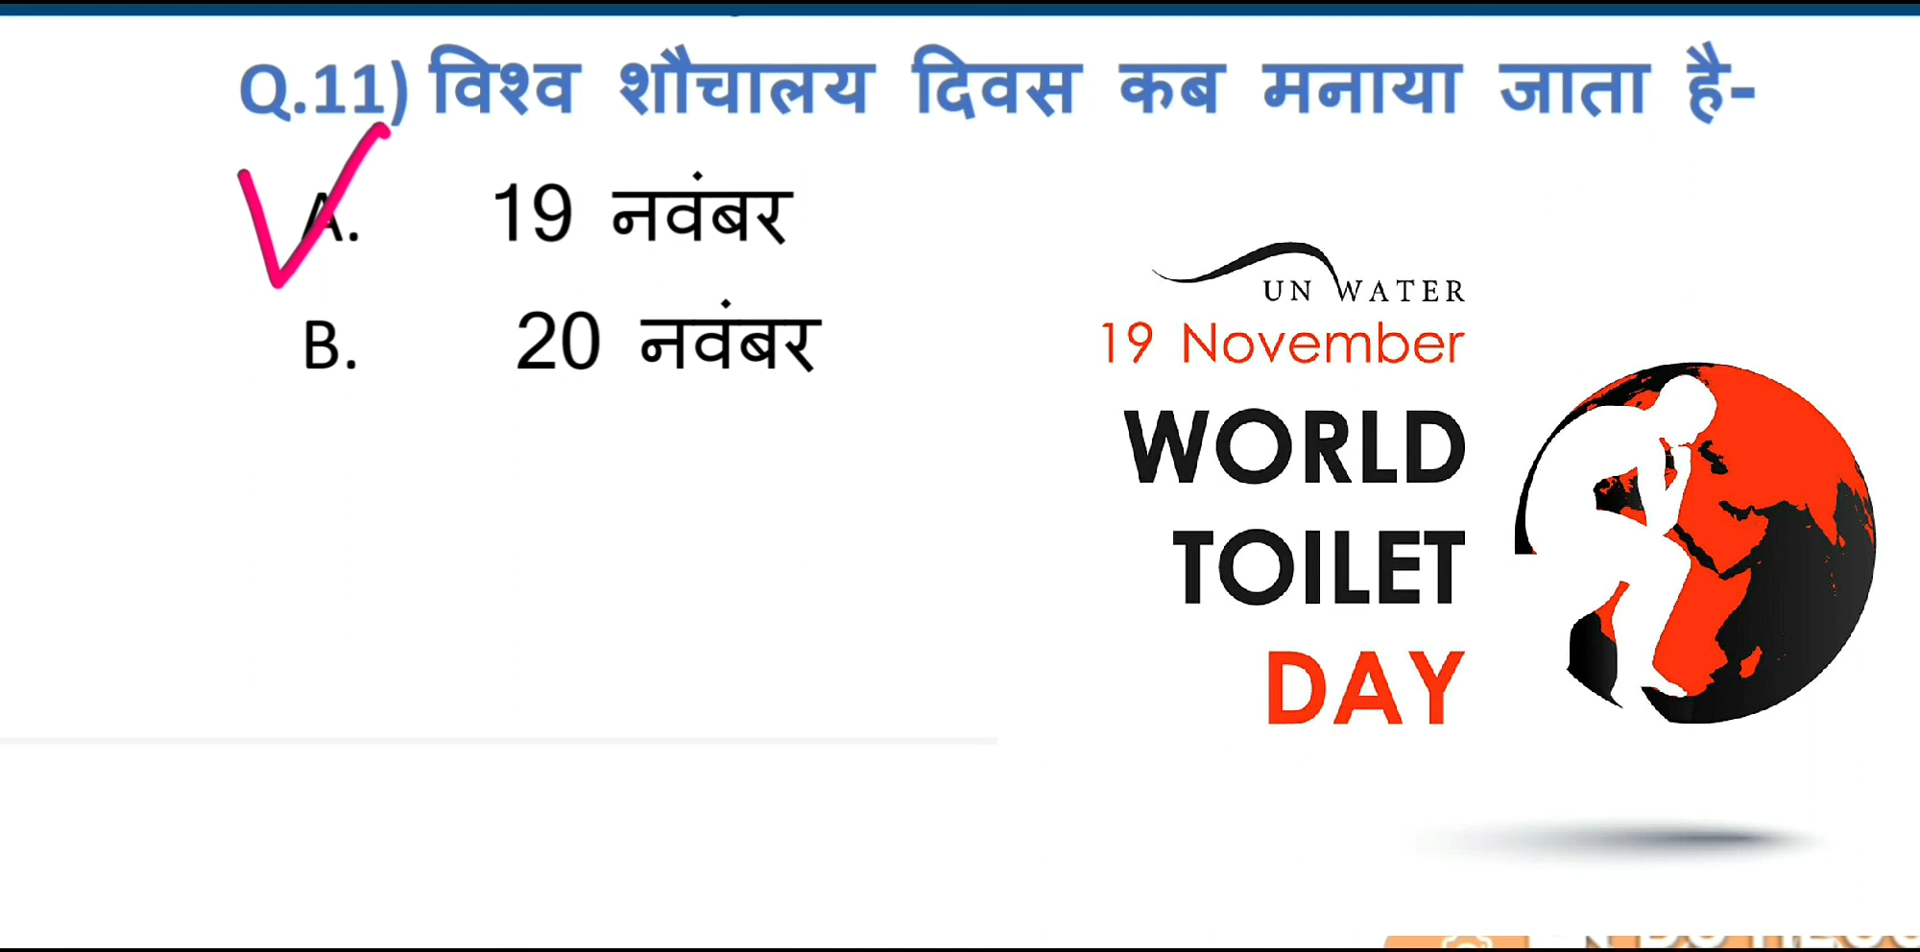 Q.11) विश्व शौचालय दिवस कब मनाया जाता है-
A. 19 नवंबर
B. 20 नवंबर
UN WATER
19 November
WORLD
TOILET
DAY